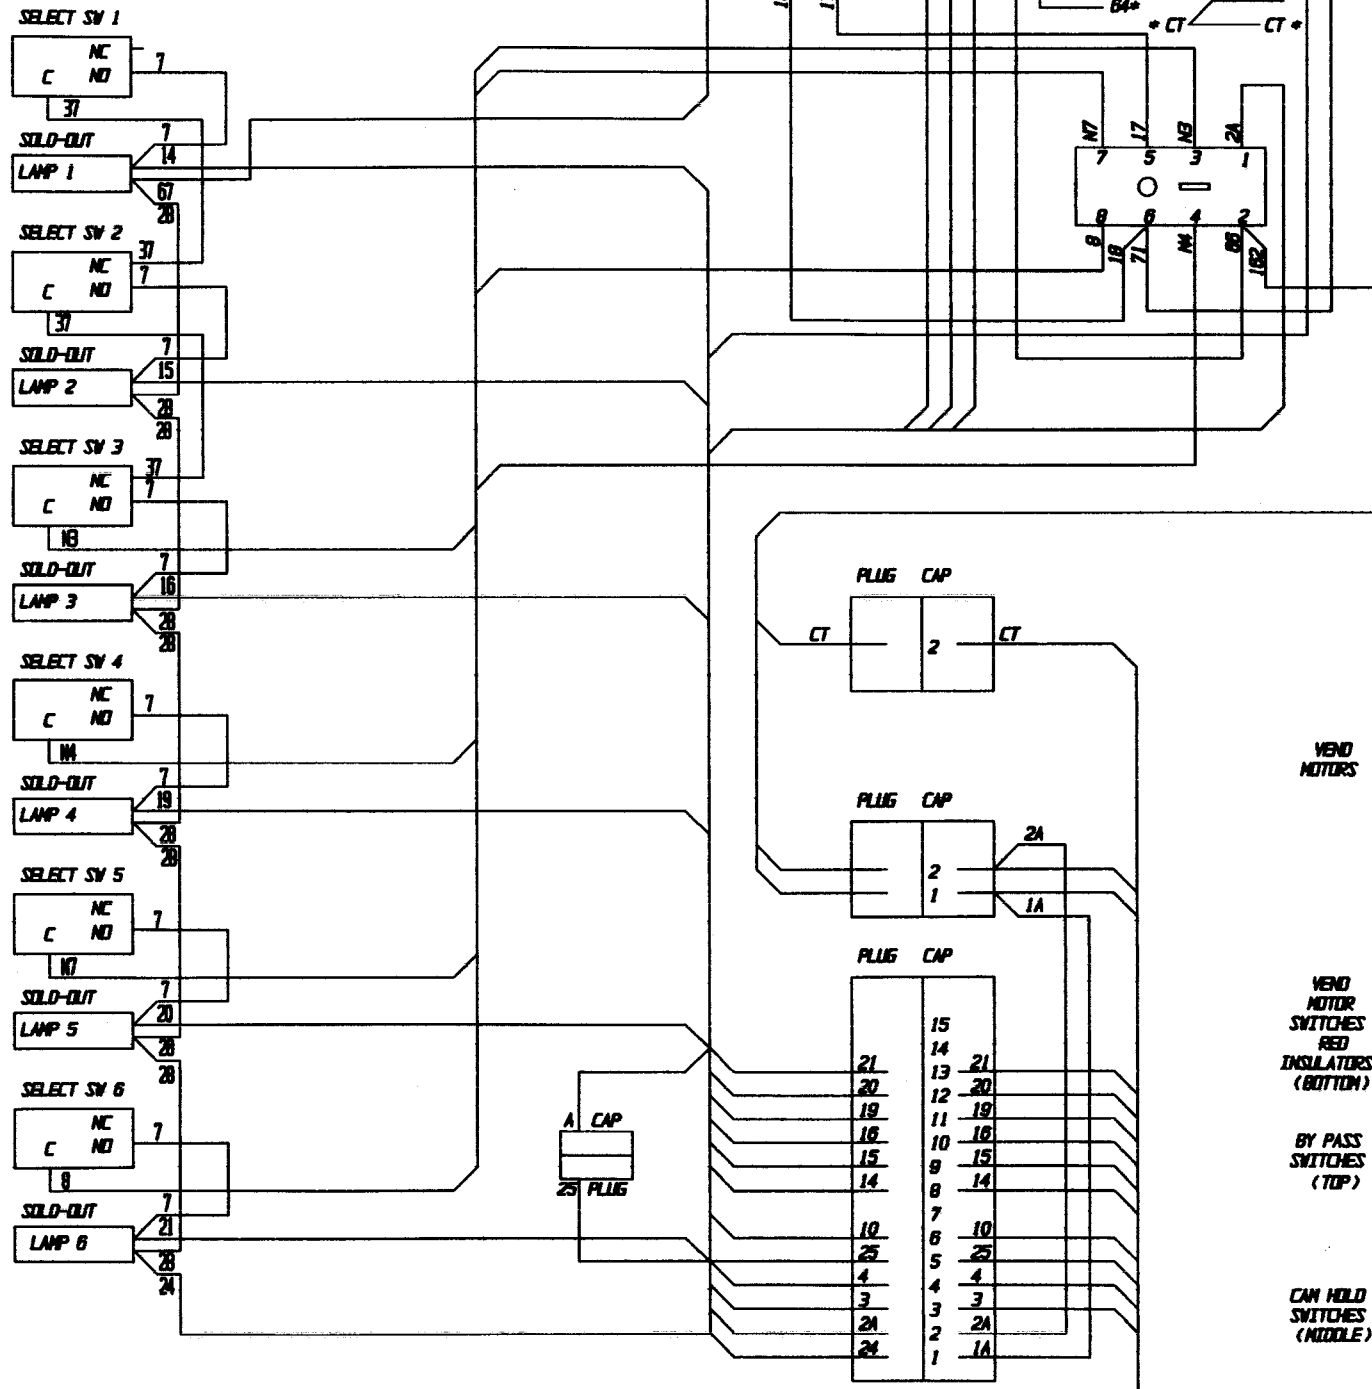 SELECT SW 1
NC
C NO
7
37
SOLD-OUT
LAMP 1
7
14
67
28
SELECT SW 2
37
NC
7
C NO
37
SOLD-OUT
LAMP 2
7
15
28
28
SELECT SW 3
37
NC
7
C NO
N3
SOLD-OUT
LAMP 3
7
16
28
28
SELECT SW 4
NC
7
C NO
N4
SOLD-OUT
LAMP 4
7
19
28
28
SELECT SW 5
NC
7
C NO
N7
SOLD-OUT
LAMP 5
7
20
28
28
SELECT SW 6
NC
7
C NO
8
SOLD-OUT
LAMP 6
7
21
28
24
A CAP
25 PLUG
64*
* CT
CT *
N7 17 N3 2A
7 5 3 1
8 6 4 2
8 18 71 N4 66 162
PLUG CAP
CT 2 CT
VEND
MOTORS
PLUG CAP
2A
2
1
1A
PLUG CAP
15
14
21 13 21
20 12 20
19 11 19
16 10 16
15 9 15
14 8 14
7
10 6 10
25 5 25
4 4 4
3 3 3
2A 2 2A
24 1 1A
VEND
MOTOR
SWITCHES
RED
INSULATORS
(BOTTOM)
BY PASS
SWITCHES
(TOP)
CAM HOLD
SWITCHES
(MIDDLE)